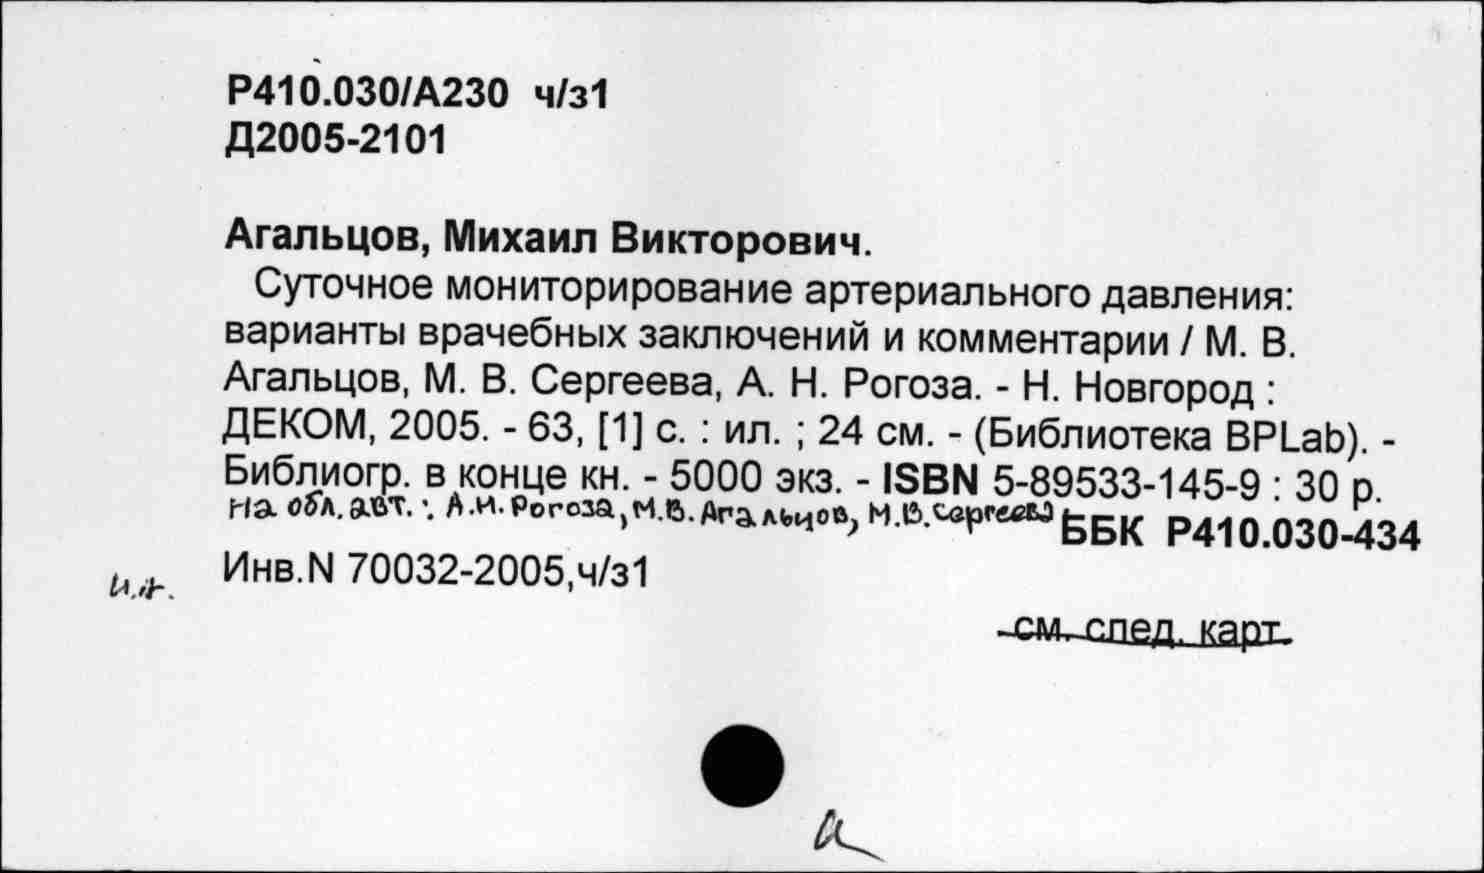 Р410.030/А230 ч/з1
Д2005-2101
Агальцов, Михаил Викторович.
Суточное мониторирование артериального давления:
варианты врачебных заключений и комментарии / М. В.
Агальцов, М. В. Сергеева, А. Н. Рогоза. - Н. Новгород :
ДЕКОМ, 2005. - 63, [1] с. : ил. ; 24 см. - (Библиотека BPLab). -
Библиогр. в конце кн. - 5000 экз. - ISBN 5-89533-145-9 : 30 р.
На обл. авт. : А.Н. Рогоза, М.В. Агальцов, М.В. Сергеева
ББК Р410.030-434
Инв.N 70032-2005,ч/з1
см. след. карт.